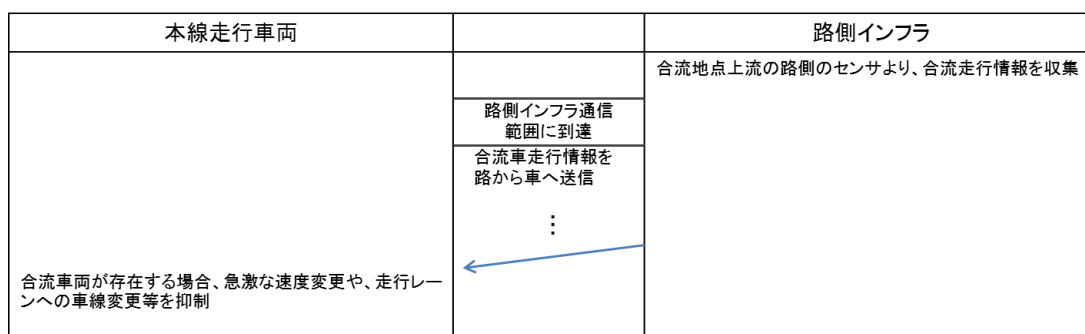 本線走行車両
路側インフラ
合流地点上流の路側のセンサより、合流走行情報を収集
路側インフラ通信
範囲に到達
合流車走行情報を
路から車へ送信
⋮
合流車両が存在する場合、急激な速度変更や、走行レー
ンへの車線変更等を抑制